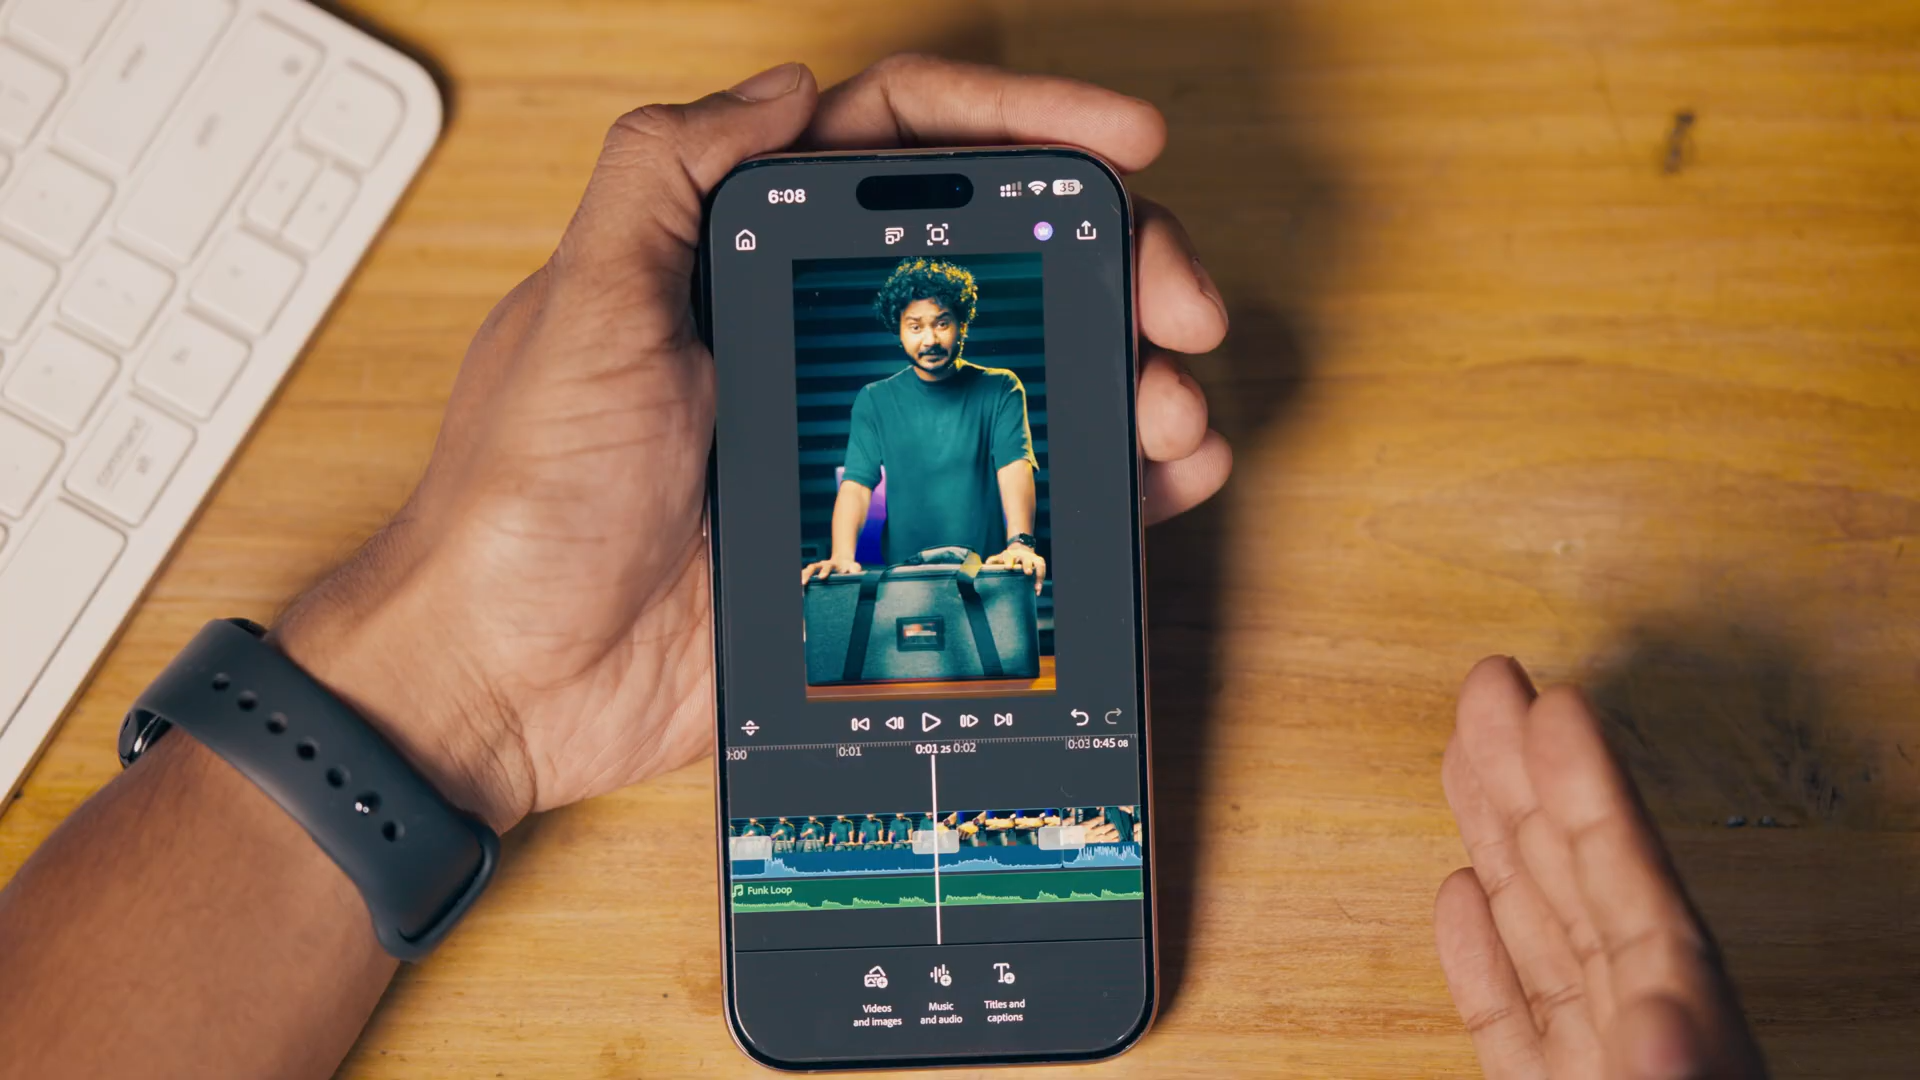 6:08
35
0:00
0:01
0:01 25
0:02
0:03
0:45 08
Funk Loop
Videos
and images
Music
and audio
Titles and
captions
command